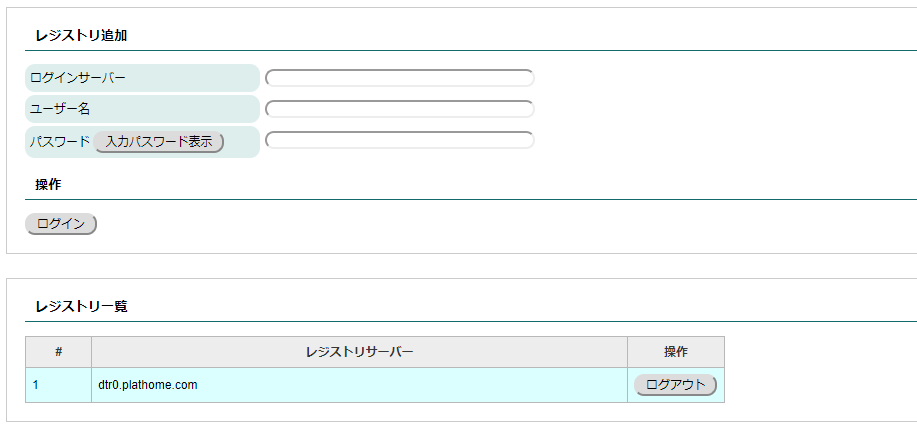 レジストリ追加
ログインサーバー
ユーザー名
パスワード 入力パスワード表示
操作
ログイン
レジストリ一覧
# レジストリサーバー 操作
1 dtr0.plathome.com ログアウト